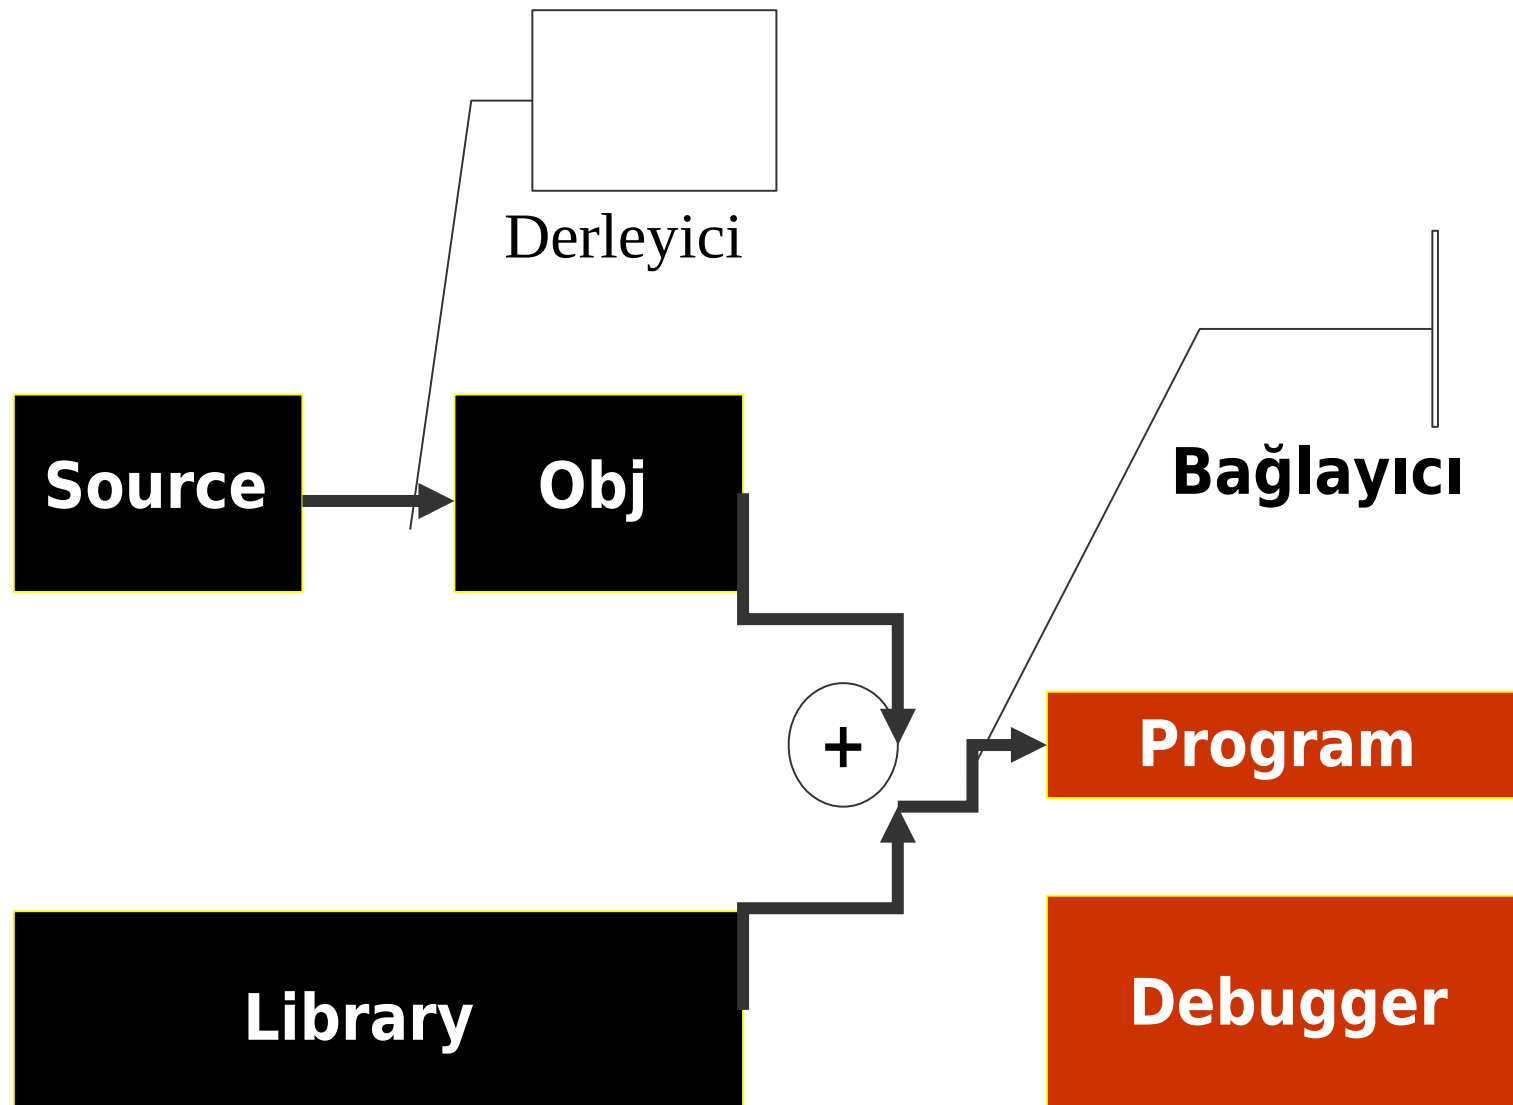 Derleyici
Bağlayıcı
Source
Obj
+
Program
Library
Debugger